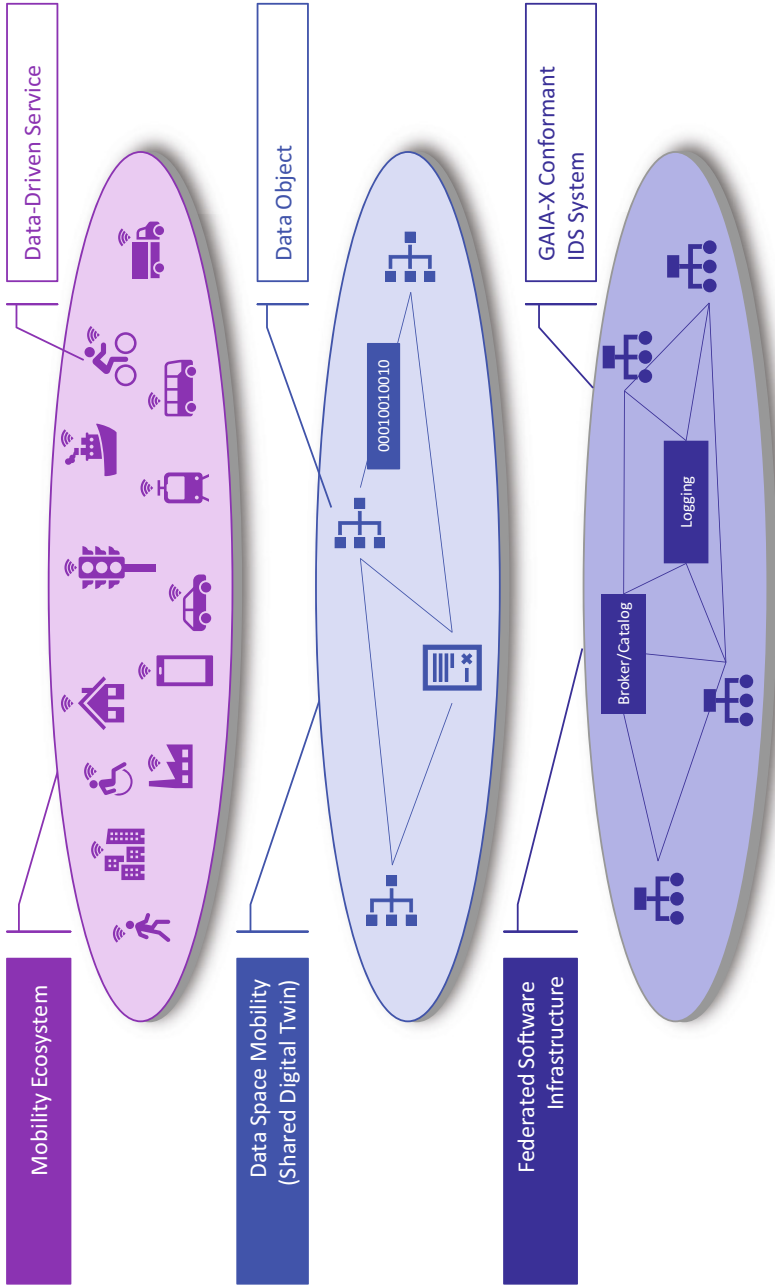 Mobility Ecosystem
Data-Driven Service
Data Space Mobility
(Shared Digital Twin)
Data Object
00010010010
Federated Software
Infrastructure
GAIA-X Conformant
IDS System
Broker/Catalog
Logging